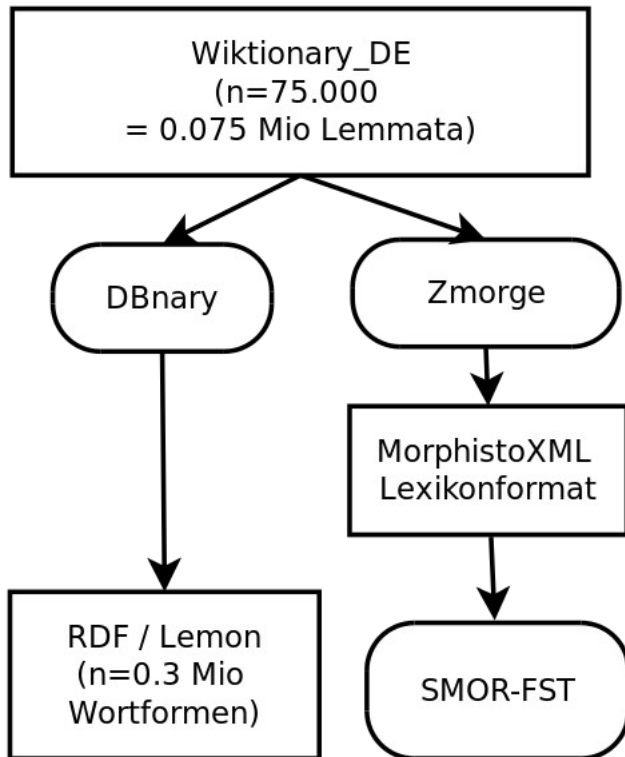 Wiktionary_DE
(n=75.000
= 0.075 Mio Lemmata)
DBnary
Zmorge
MorphistoXML
Lexikonformat
RDF / Lemon
(n=0.3 Mio
Wortformen)
SMOR-FST